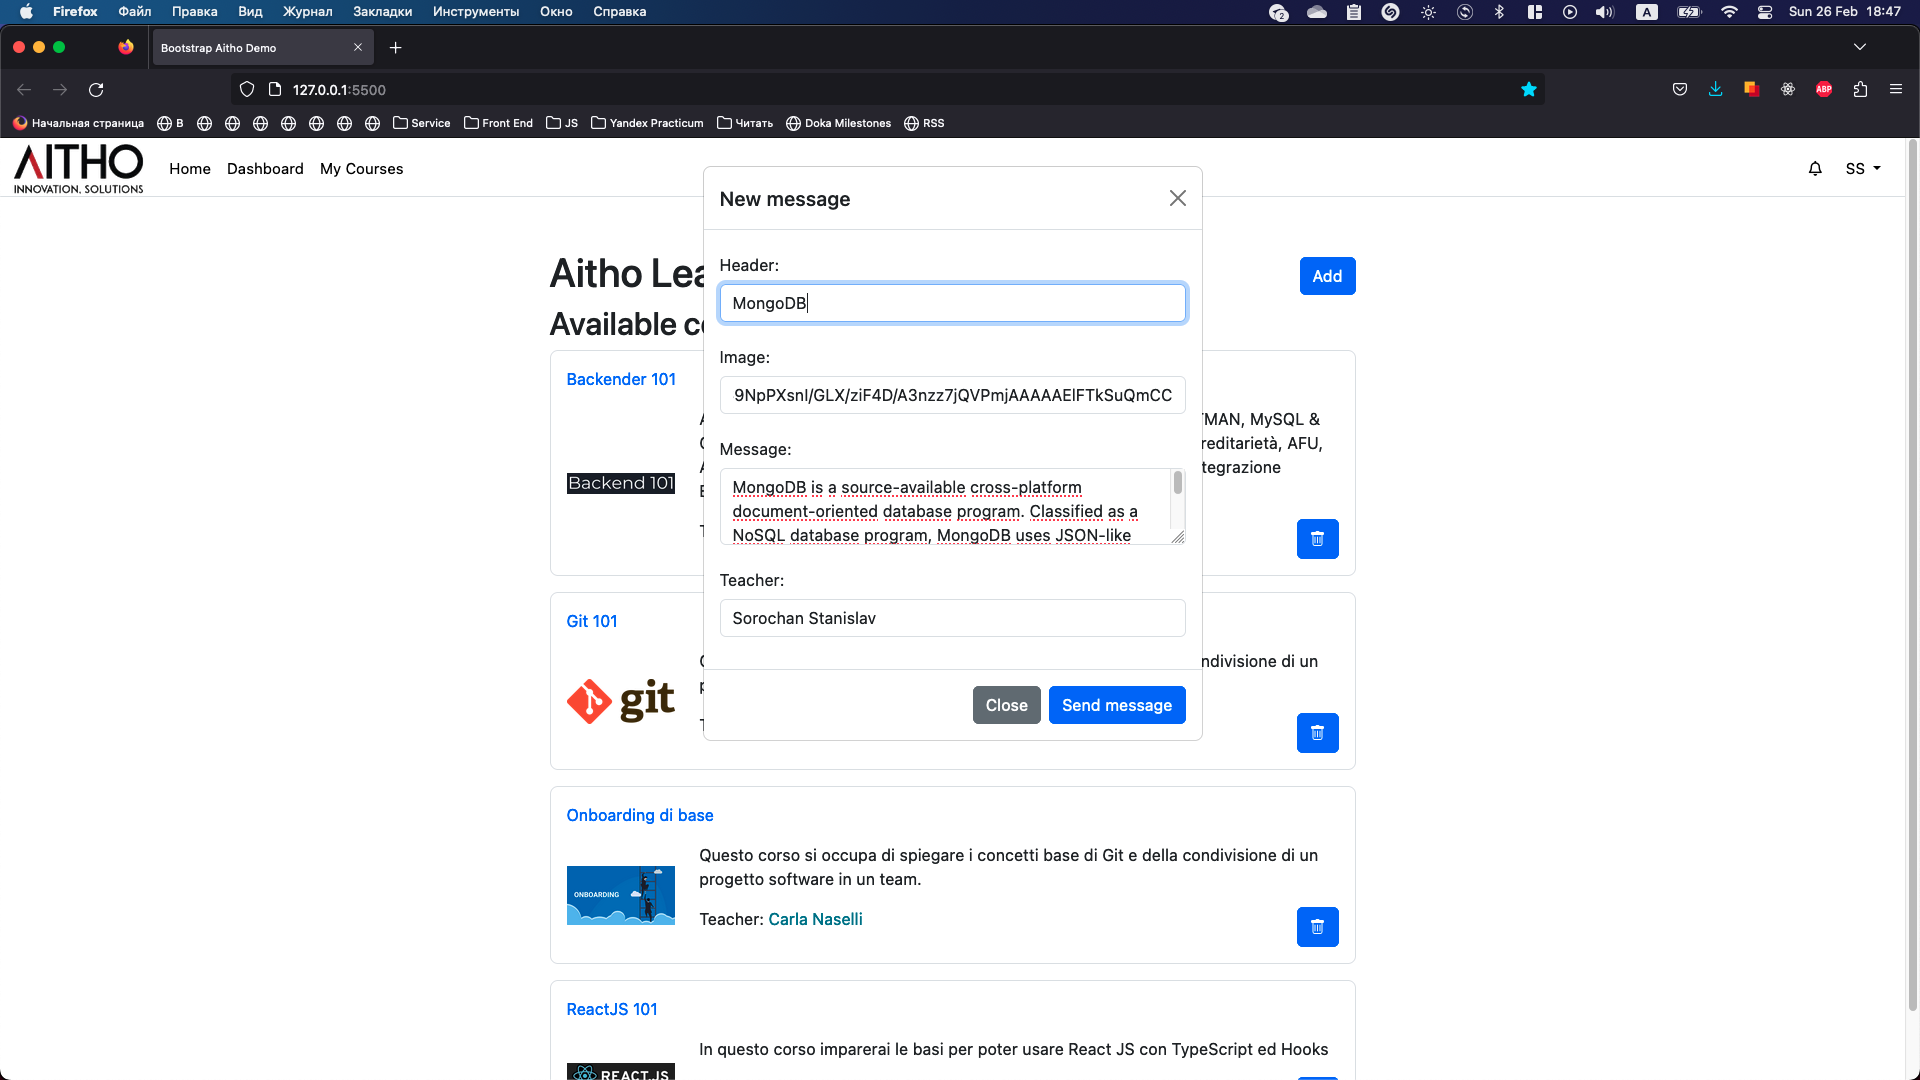 Firefox Файл Правка Вид Журнал Закладки Инструменты Окно Справка
2 A Sun 26 Feb 18:47
Bootstrap Aitho Demo
127.0.0.1:5500
ABP
Начальная страница B Service Front End JS Yandex Practicum Читать Doka Milestones RSS
AITHO
INNOVATION, SOLUTIONS
Home Dashboard My Courses
SS
New message
Header:
MongoDB
Image:
9NpPXsnI/GLX/ziF4D/A3nzz7jQVPmjAAAAAElFTkSuQmCC
Message:
MongoDB is a source-available cross-platform
document-oriented database program. Classified as a
NoSQL database program, MongoDB uses JSON-like
Teacher:
Sorochan Stanislav
Close Send message
Aitho Lea
Add
Available c
Backender 101
TMAN, MySQL &
reditarietà, AFU,
tegrazione
Backend 101
Git 101
ndivisione di un
git
Onboarding di base
Questo corso si occupa di spiegare i concetti base di Git e della condivisione di un
progetto software in un team.
ONBOARDING
Teacher: Carla Naselli
ReactJS 101
In questo corso imparerai le basi per poter usare React JS con TypeScript ed Hooks
REACT.JS